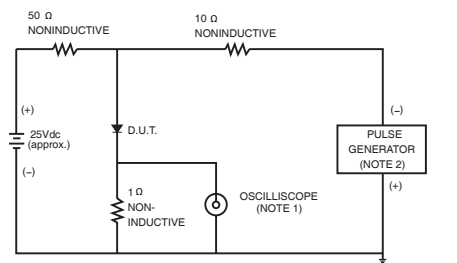 50 Ω
NONINDUCTIVE
10 Ω
NONINDUCTIVE
(+)
25Vdc
(approx.)
(−)
D.U.T.
1 Ω
NON-
INDUCTIVE
OSCILLISCOPE
(NOTE 1)
(−)
PULSE
GENERATOR
(NOTE 2)
(+)